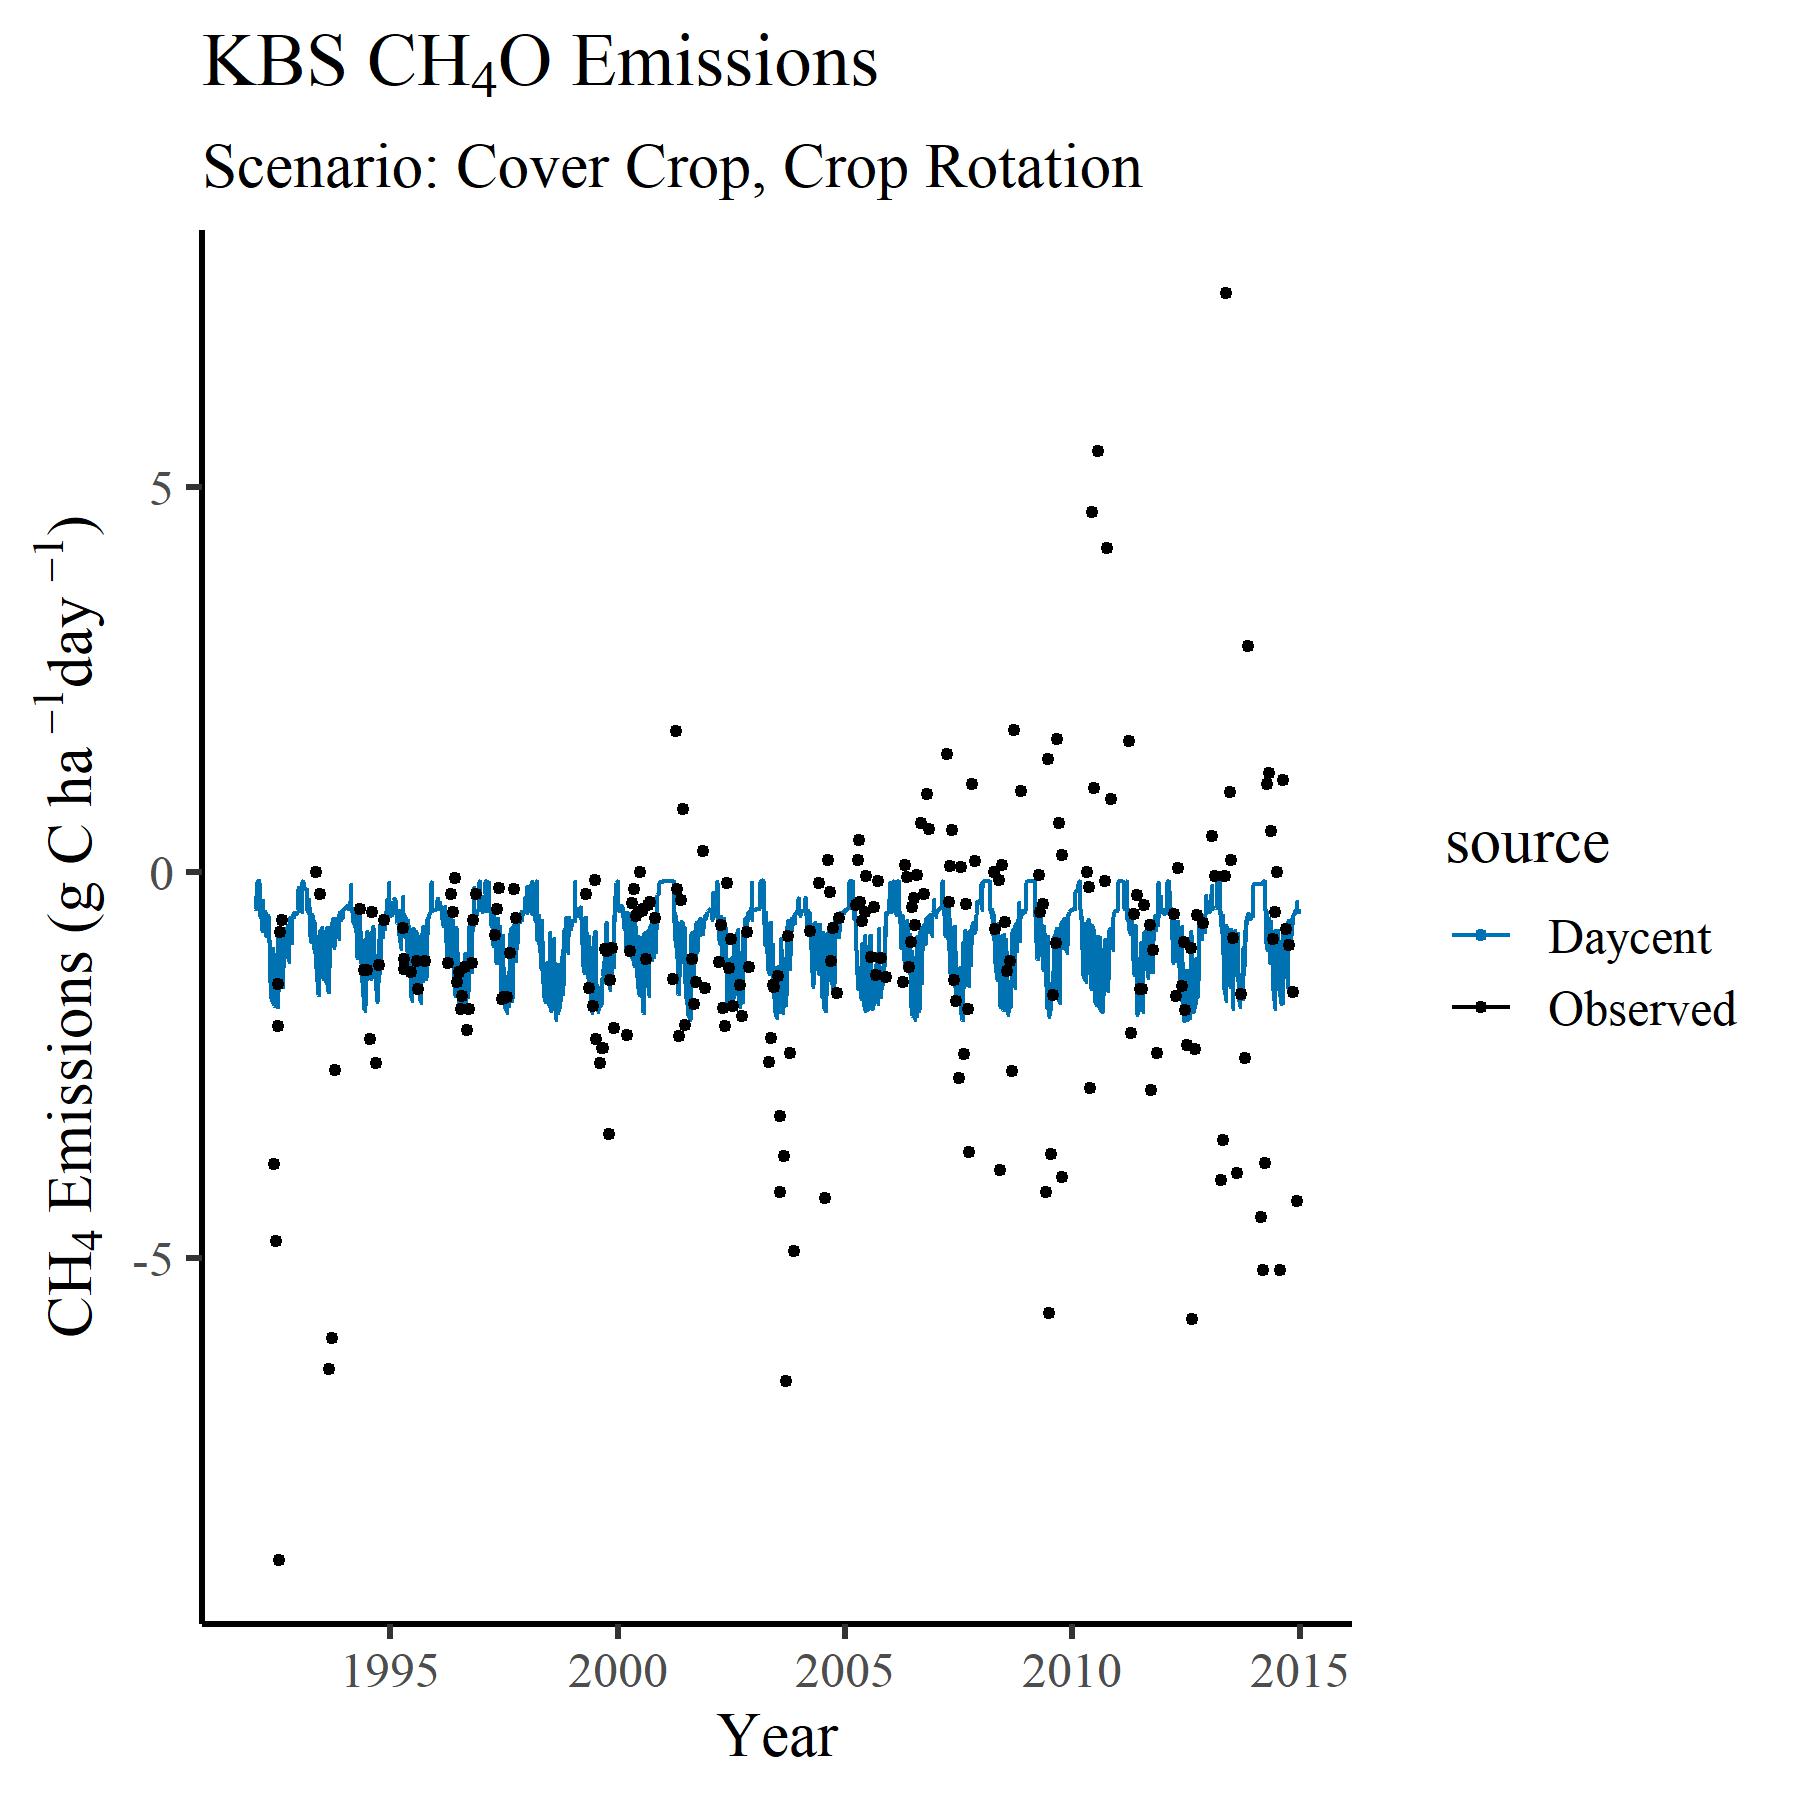 KBS CH₄O Emissions
Scenario: Cover Crop, Crop Rotation
CH₄ Emissions (g C ha ⁻¹day ⁻¹)
5
0
-5
1995 2000 2005 2010 2015
Year
source
Daycent
Observed